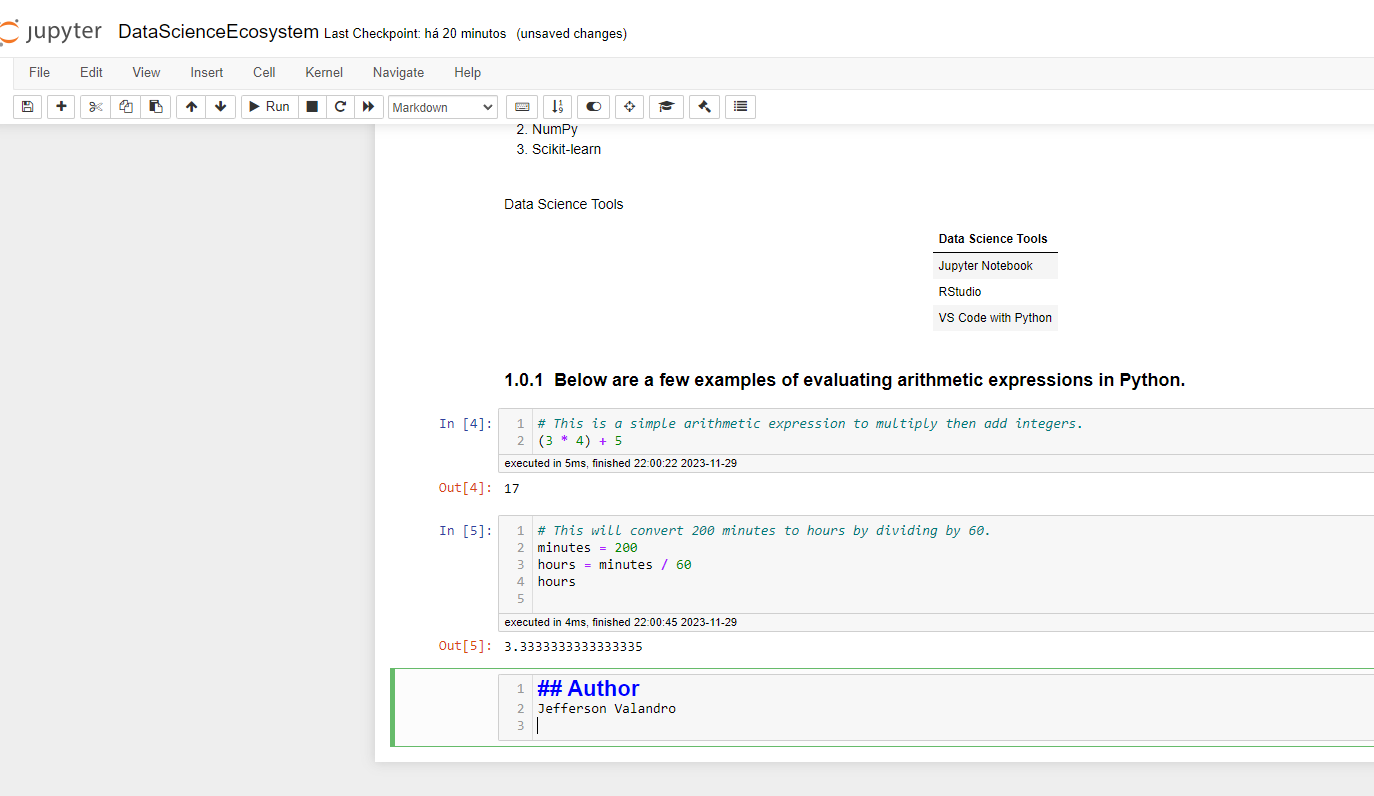 jupyter DataScienceEcosystem Last Checkpoint: há 20 minutos (unsaved changes)
File Edit View Insert Cell Kernel Navigate Help
Run Markdown
2. NumPy
3. Scikit-learn
Data Science Tools
Data Science Tools
Jupyter Notebook
RStudio
VS Code with Python
1.0.1 Below are a few examples of evaluating arithmetic expressions in Python.
In [4]: 1 # This is a simple arithmetic expression to multiply then add integers.
2 (3 * 4) + 5
executed in 5ms, finished 22:00:22 2023-11-29
Out[4]: 17
In [5]: 1 # This will convert 200 minutes to hours by dividing by 60.
2 minutes = 200
3 hours = minutes / 60
4 hours
5
executed in 4ms, finished 22:00:45 2023-11-29
Out[5]: 3.3333333333333335
1 ## Author
2 Jefferson Valandro
3